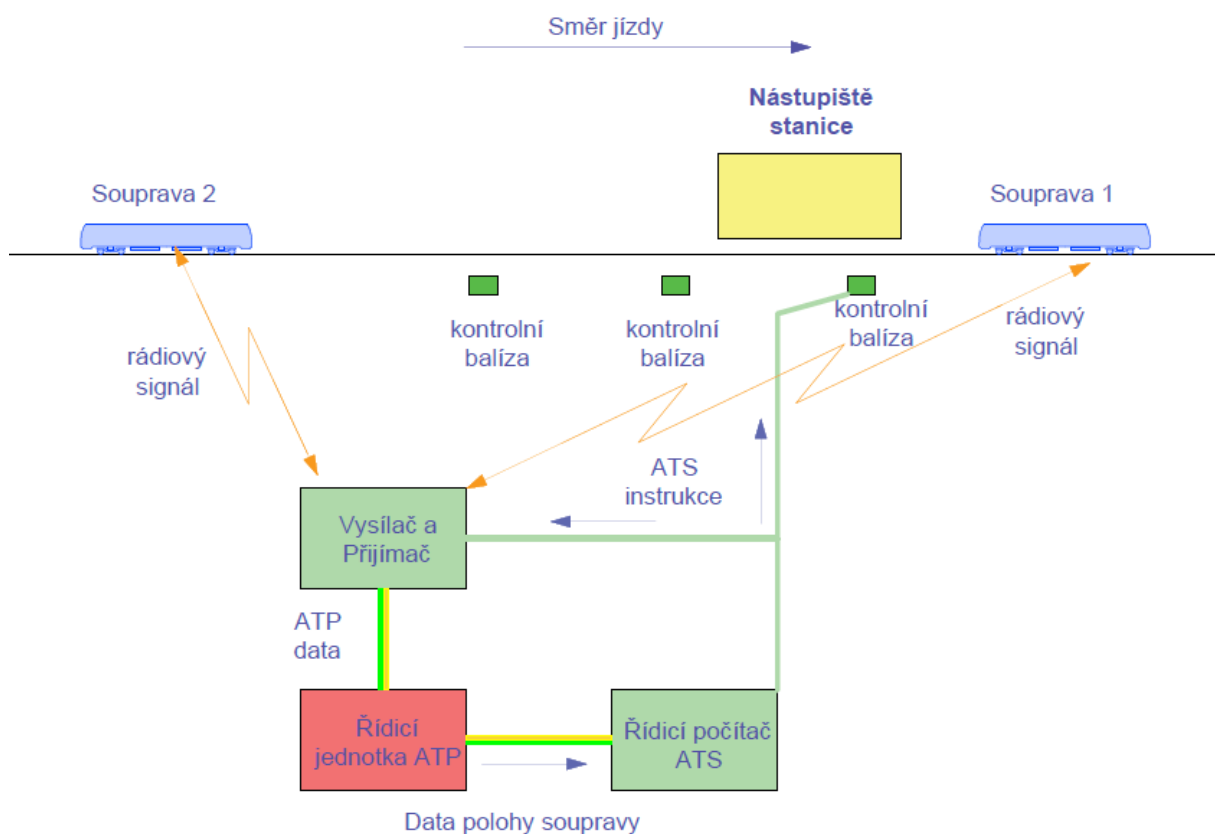 Směr jízdy
Nástupiště
stanice
Souprava 2
Souprava 1
kontrolní
balíza
kontrolní
balíza
kontrolní
balíza
rádiový
signál
rádiový
signál
ATS
instrukce
Vysílač a
Přijímač
ATP
data
Řídicí
jednotka ATP
Řídicí počítač
ATS
Data polohy soupravy